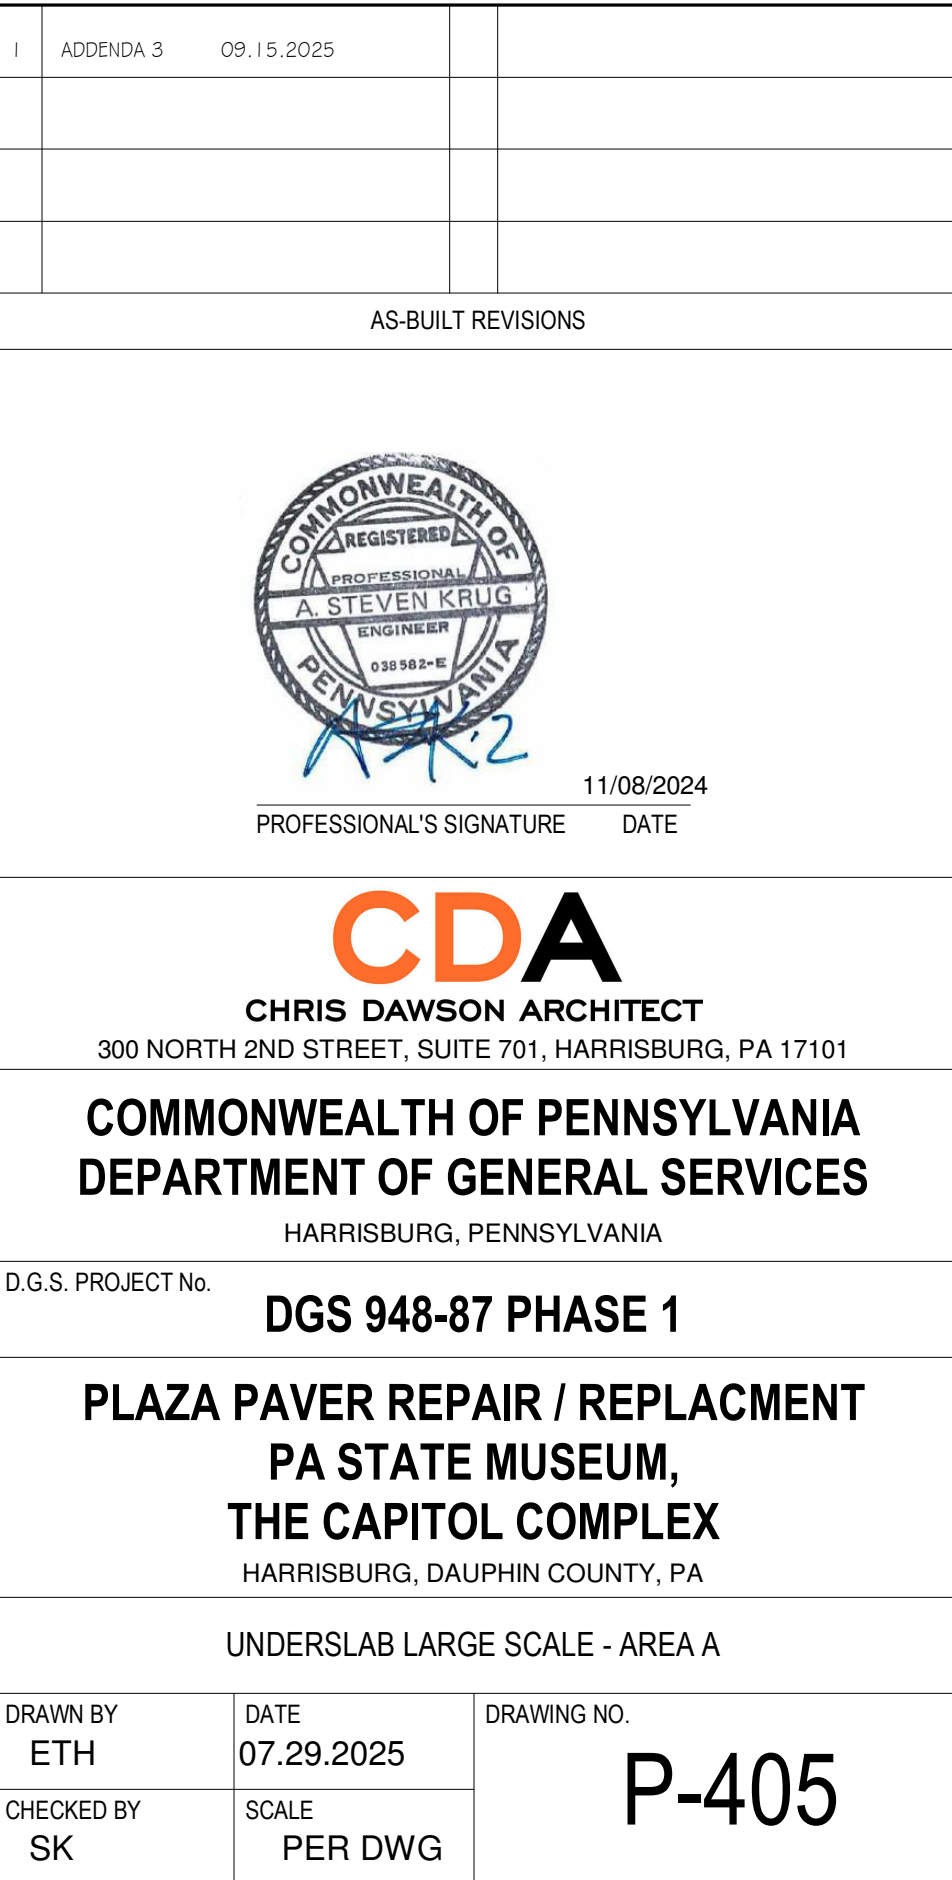 1 ADDENDA 3 09.15.2025
AS-BUILT REVISIONS
COMMONWEALTH OF
REGISTERED
PROFESSIONAL
A. STEVEN KRUG
ENGINEER
038582-E
PENNSYLVANIA
11/08/2024
PROFESSIONAL'S SIGNATURE DATE
CDA
CHRIS DAWSON ARCHITECT
300 NORTH 2ND STREET, SUITE 701, HARRISBURG, PA 17101
COMMONWEALTH OF PENNSYLVANIA
DEPARTMENT OF GENERAL SERVICES
HARRISBURG, PENNSYLVANIA
D.G.S. PROJECT No.
DGS 948-87 PHASE 1
PLAZA PAVER REPAIR / REPLACMENT
PA STATE MUSEUM,
THE CAPITOL COMPLEX
HARRISBURG, DAUPHIN COUNTY, PA
UNDERSLAB LARGE SCALE - AREA A
DRAWN BY
ETH
DATE
07.29.2025
DRAWING NO.
P-405
CHECKED BY
SK
SCALE
PER DWG